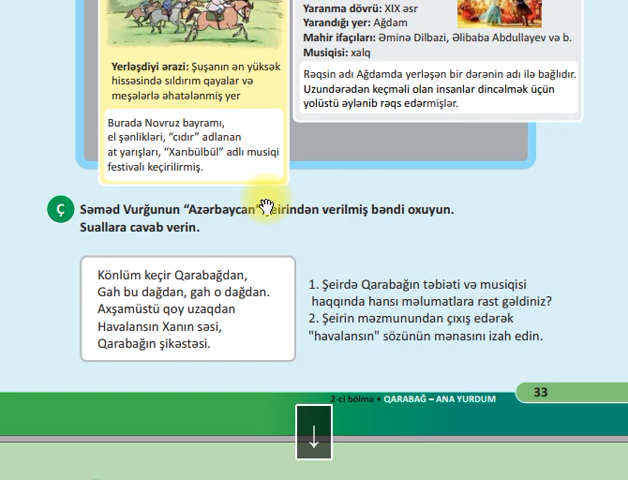 Yerləşdiyi ərazi: Şuşanın ən yüksək
hissəsində sıldırım qayalar və
meşələrlə əhatələnmiş yer
Burada Novruz bayramı,
el şənlikləri, “cıdır” adlanan
at yarışları, “Xarıbülbül” adlı musiqi
festivalı keçirilirmiş.
Yaranma dövrü: XIX əsr
Yarandığı yer: Ağdam
Mahir ifaçıları: Əminə Dilbazi, Əlibaba Abdullayev və b.
Musiqisi: xalq
Rəqsin adı Ağdamda yerləşən bir dərənin adı ilə bağlıdır.
Uzundərədən keçməli olan insanlar dincəlmək üçün
yolüstü əylənib rəqs edərmişlər.
Ç
Səməd Vurğunun “Azərbaycan” şeirindən verilmiş bəndi oxuyun.
Suallara cavab verin.
Könlüm keçir Qarabağdan,
Gah bu dağdan, gah o dağdan.
Axşamüstü qoy uzaqdan
Havalansın Xanın səsi,
Qarabağın şikəstəsi.
1. Şeirdə Qarabağın təbiəti və musiqisi
haqqında hansı məlumatlara rast gəldiniz?
2. Şeirin məzmunundan çıxış edərək
"havalansın" sözünün mənasını izah edin.
2-ci bölmə • QARABAĞ – ANA YURDUM
33